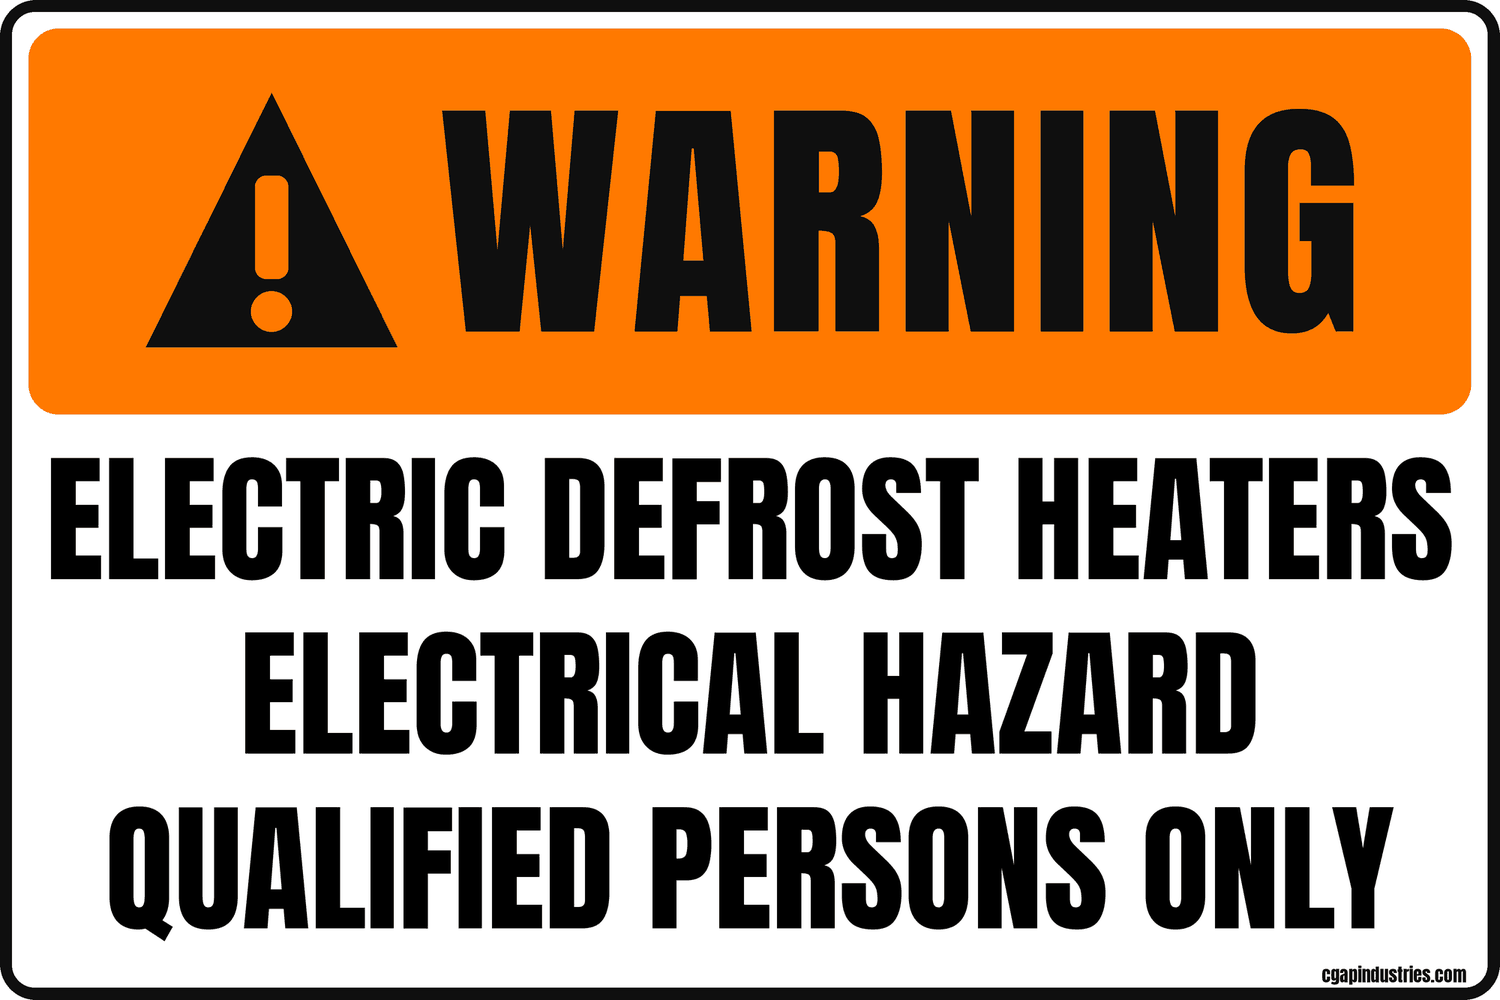 WARNING
ELECTRIC DEFROST HEATERS
ELECTRICAL HAZARD
QUALIFIED PERSONS ONLY
cgapindustries.com